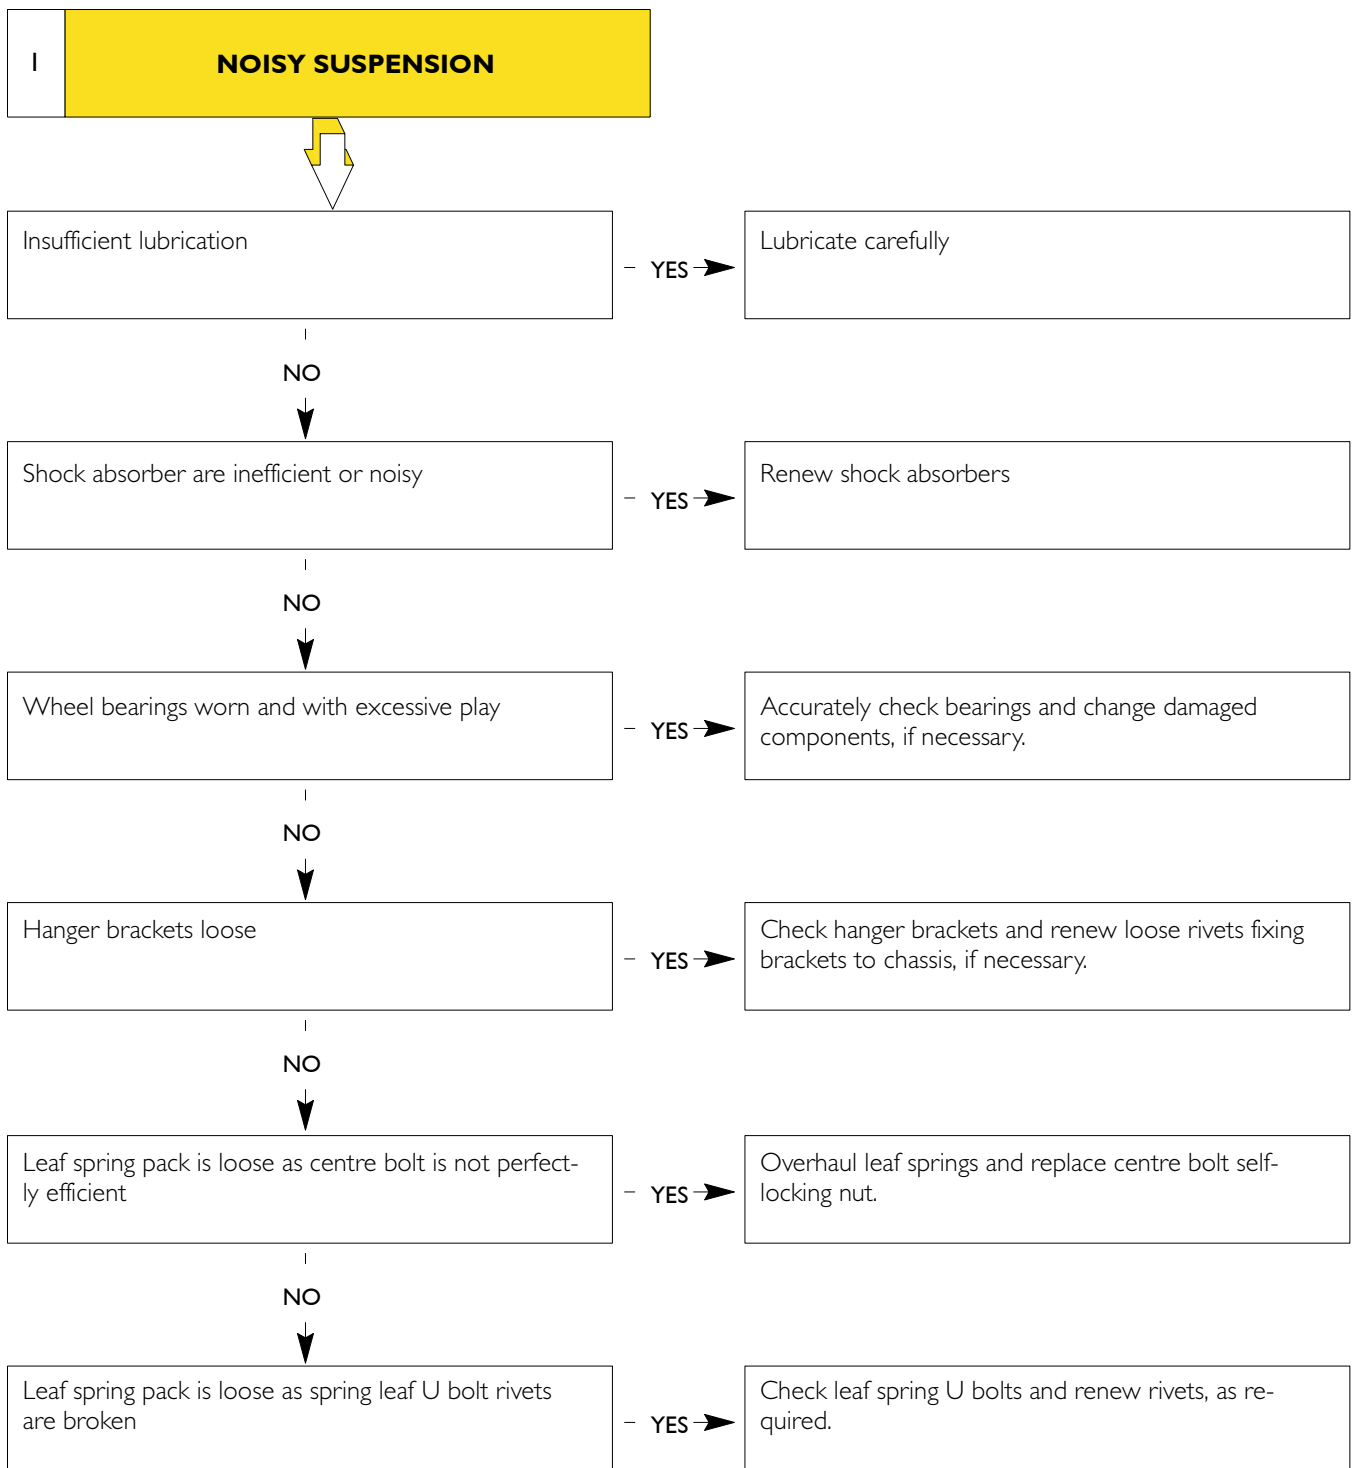 1
NOISY SUSPENSION
Insufficient lubrication
YES
Lubricate carefully
NO
Shock absorber are inefficient or noisy
YES
Renew shock absorbers
NO
Wheel bearings worn and with excessive play
YES
Accurately check bearings and change damaged
components, if necessary.
NO
Hanger brackets loose
YES
Check hanger brackets and renew loose rivets fixing
brackets to chassis, if necessary.
NO
Leaf spring pack is loose as centre bolt is not perfect-
ly efficient
YES
Overhaul leaf springs and replace centre bolt self-
locking nut.
NO
Leaf spring pack is loose as spring leaf U bolt rivets
are broken
YES
Check leaf spring U bolts and renew rivets, as re-
quired.